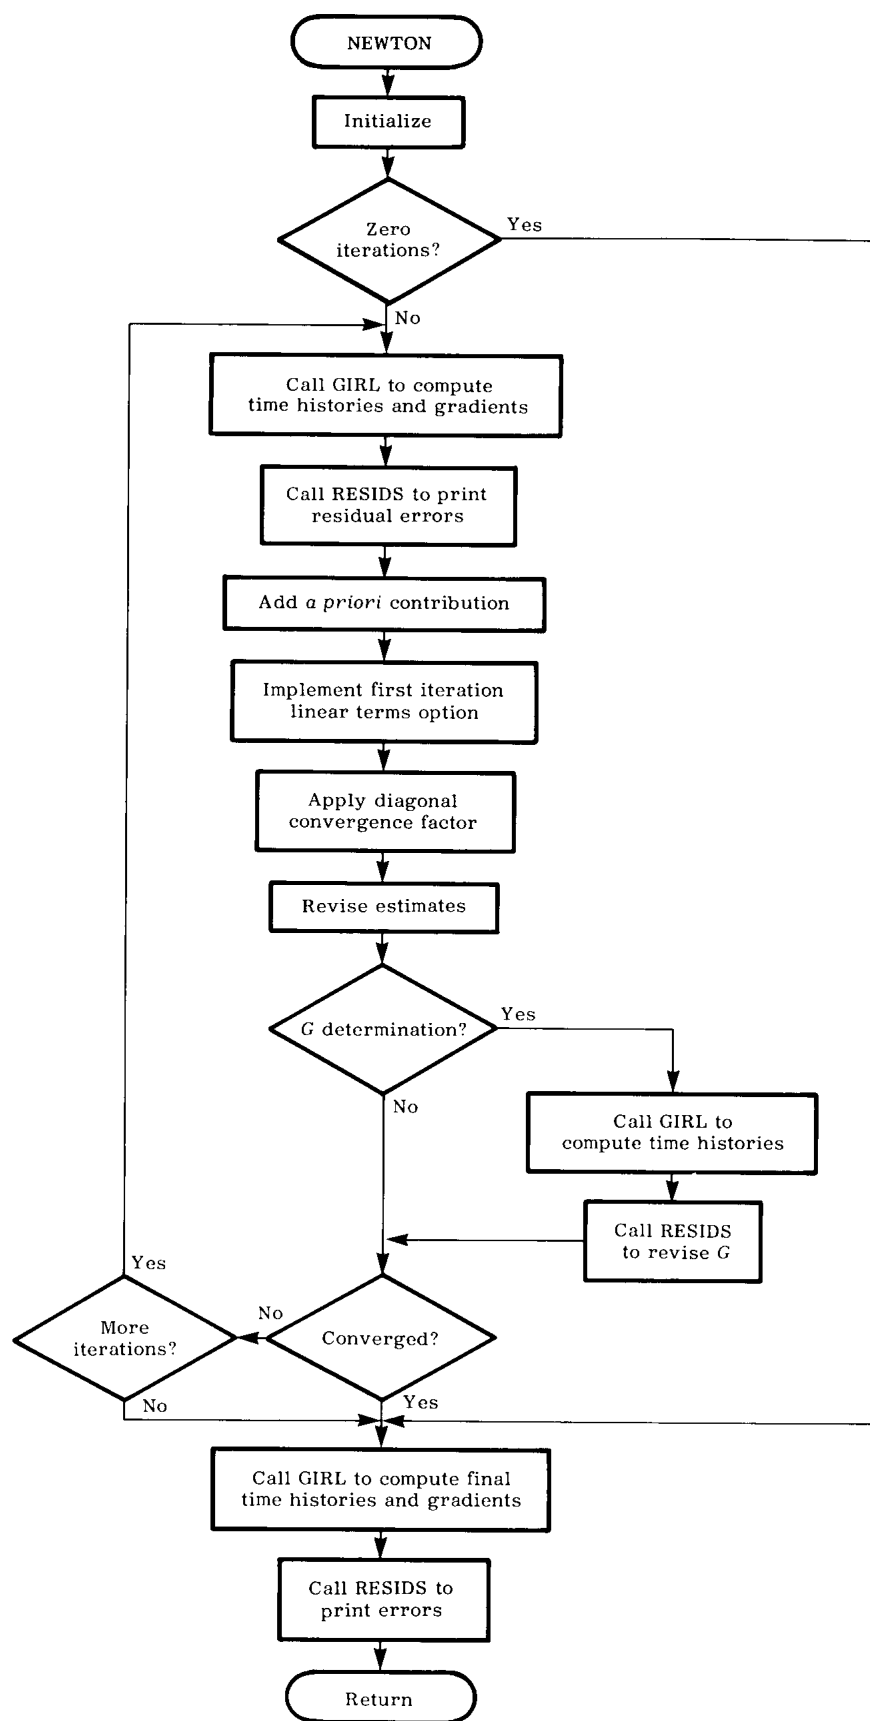 NEWTON
Initialize
Zero
iterations?
Yes
No
Call GIRL to compute
time histories and gradients
Call RESIDS to print
residual errors
Add a priori contribution
Implement first iteration
linear terms option
Apply diagonal
convergence factor
Revise estimates
G determination?
Yes
No
Call GIRL to
compute time histories
Call RESIDS
to revise G
Yes
More
iterations?
No
No
Converged?
Yes
Call GIRL to compute final
time histories and gradients
Call RESIDS to
print errors
Return